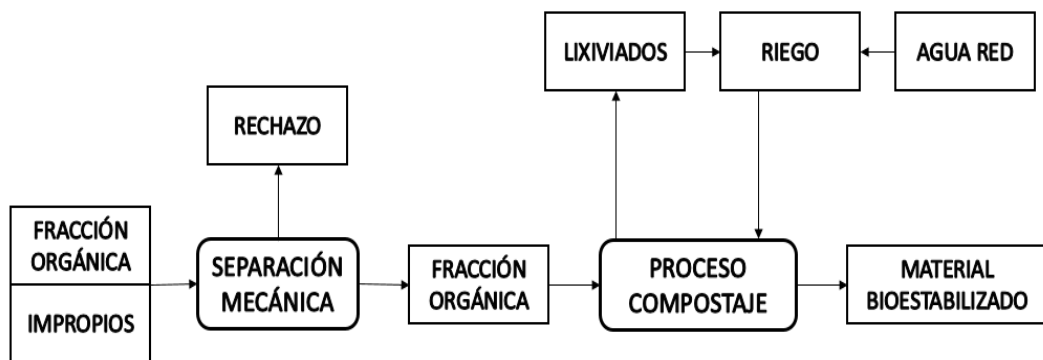 LIXIVIADOS
RIEGO
AGUA RED
RECHAZO
FRACCIÓN
ORGÁNICA
IMPROPIOS
SEPARACIÓN
MECÁNICA
FRACCIÓN
ORGÁNICA
PROCESO
COMPOSTAJE
MATERIAL
BIOESTABILIZADO